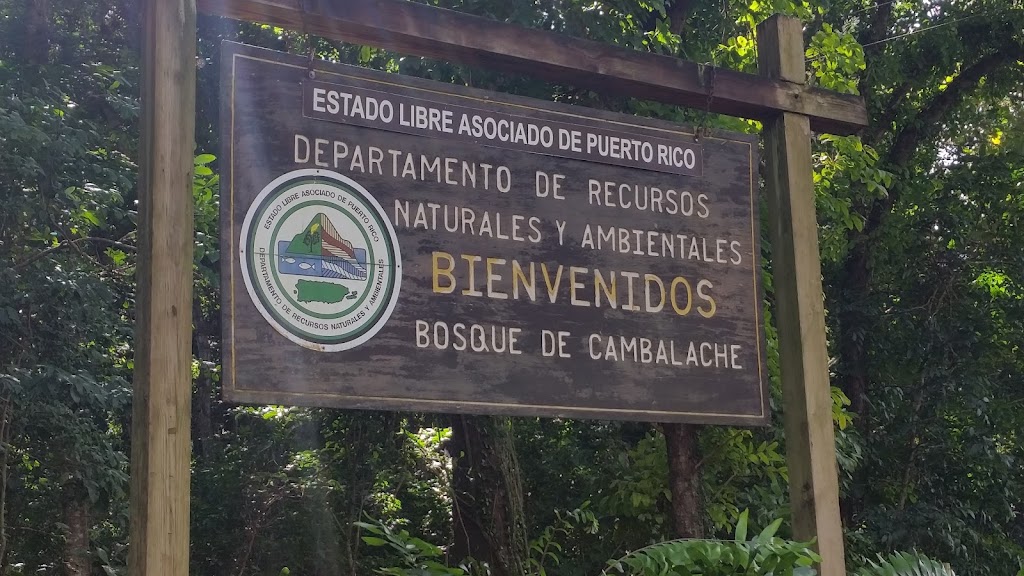 ESTADO LIBRE ASOCIADO DE PUERTO RICO
DEPARTAMENTO DE RECURSOS
NATURALES Y AMBIENTALES
BIENVENIDOS
BOSQUE DE CAMBALACHE
ESTADO LIBRE ASOCIADO DE PUERTO RICO
DEPARTAMENTO DE RECURSOS NATURALES Y AMBIENTALES